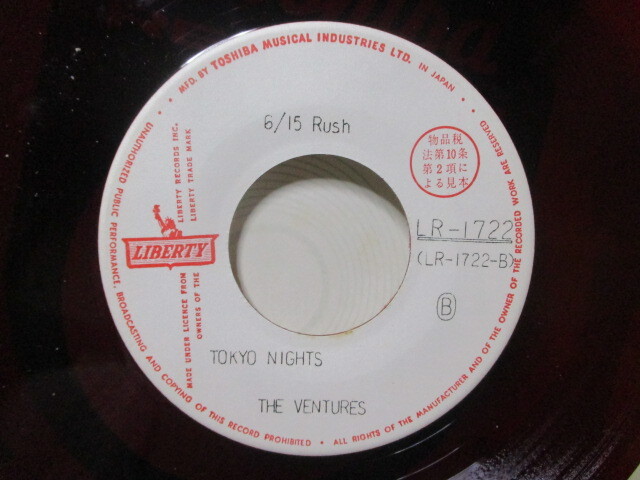 • MFD. BY TOSHIBA MUSICAL INDUSTRIES LTD. • IN JAPAN •
UNAUTHORIZED PUBLIC PERFORMANCE, BROADCASTING AND COPYING OF THIS RECORD PROHIBITED • ALL RIGHTS OF THE MANUFACTURER AND OF THE OWNER OF THE RECORDED WORK ARE RESERVED
6/15 Rush
物品税
法第10条
第2項に
よる見本
LIBERTY RECORDS INC.
LIBERTY TRADE MARK
LIBERTY
MADE UNDER LICENCE FROM
OWNERS OF THE
LR-1722
(LR-1722-B)
B
TOKYO NIGHTS
THE VENTURES